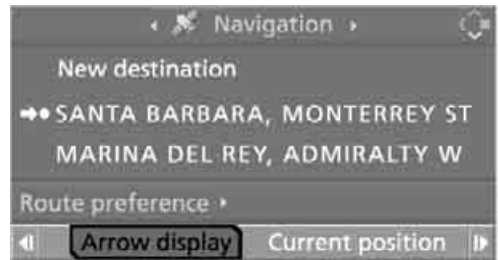 Navigation
New destination
SANTA BARBARA, MONTERREY ST
MARINA DEL REY, ADMIRALTY W
Route preference
Arrow display Current position